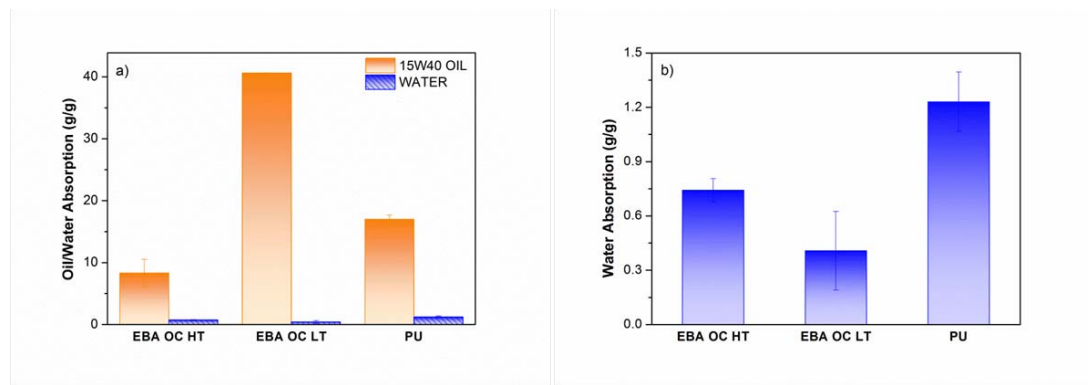 a)
15W40 OIL
WATER
Oil/Water Absorption (g/g)
40
30
20
10
0
EBA OC HT
EBA OC LT
PU
b)
Water Absorption (g/g)
1.5
1.2
0.9
0.6
0.3
0.0
EBA OC HT
EBA OC LT
PU